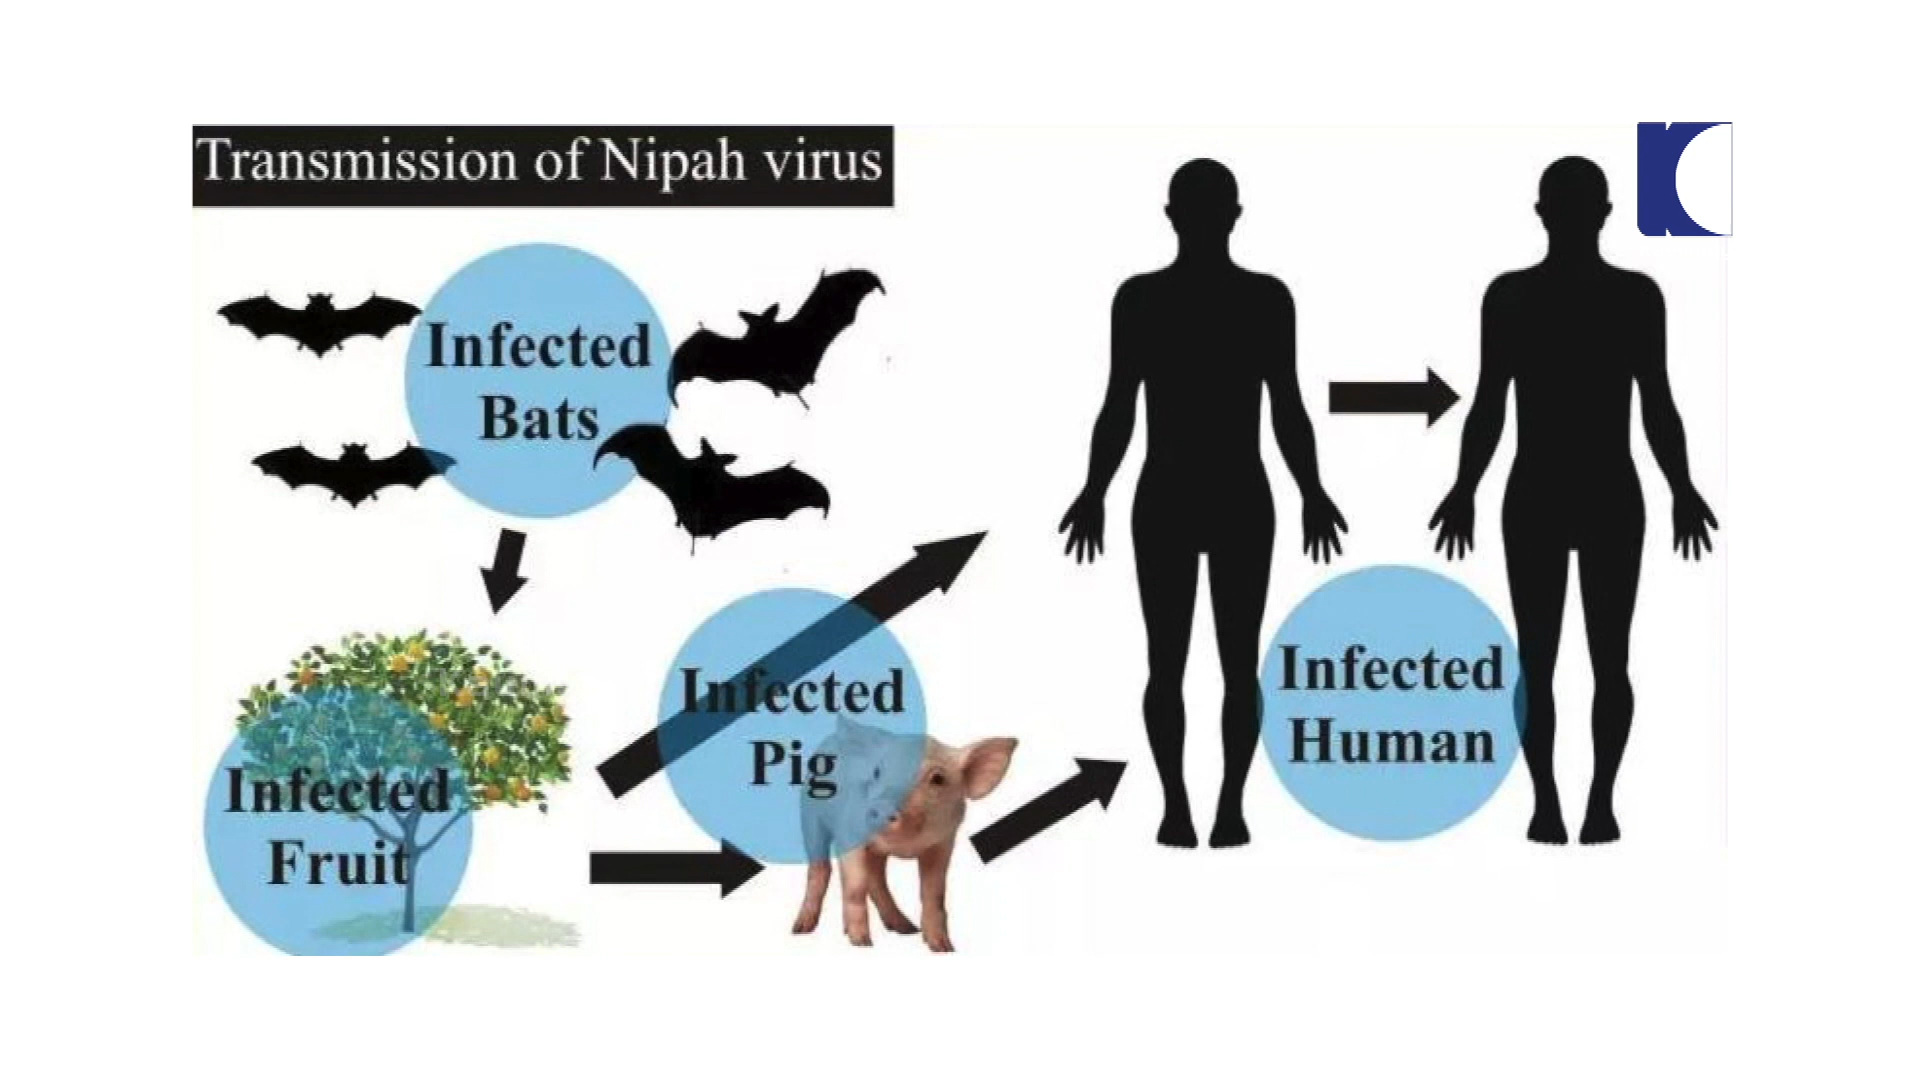 Transmission of Nipah virus
Infected
Bats
Infected
Fruit
Infected
Pig
Infected
Human